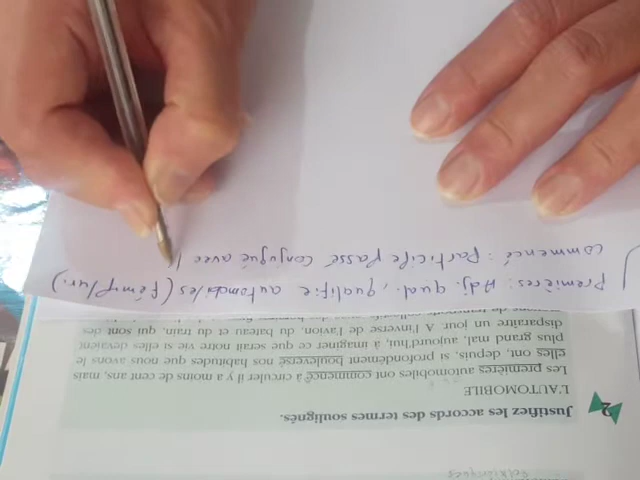 2 Justifiez les accords des termes soulignés.
L'AUTOMOBILE
Les premières automobiles ont commencé à circuler il y a moins de cent ans, mais
elles ont, depuis, si profondément bouleversé nos habitudes que nous avons le
plus grand mal, aujourd'hui, à imaginer ce que serait notre vie si elles devaient
disparaître un jour. A l'inverse de l'avion, du bateau et du train, qui sont des
Premières : Adj. qual., qualifie automobiles (fém, plur.)
commencé : Participe passé conjugué avec